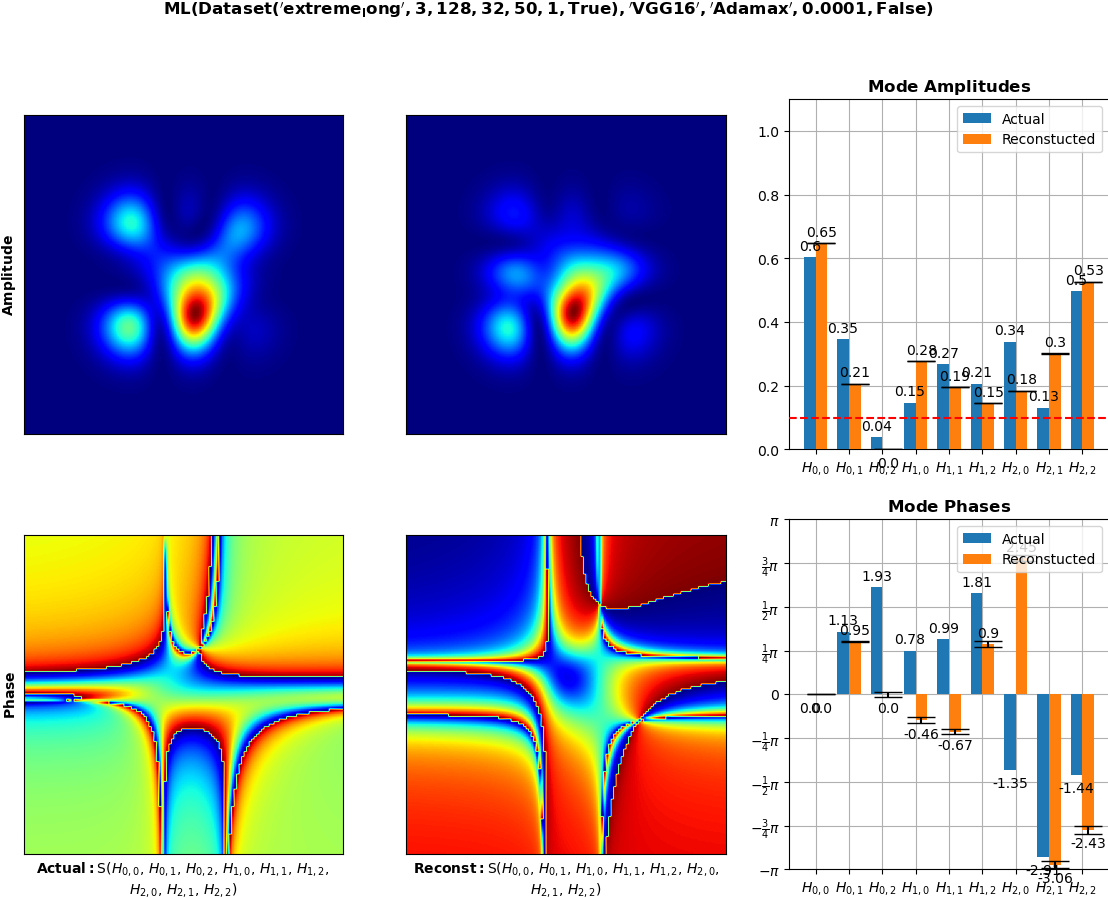 ML(Dataset('extreme_long', 3, 128, 32, 50, 1, True), 'VGG16', 'Adamax', 0.0001, False)
Amplitude
Mode Amplitudes
Actual
Reconstucted
1.0
0.8
0.6
0.4
0.2
0.0
0.6
0.65
0.35
0.21
0.04
0.0
0.15
0.28
0.27
0.19
0.21
0.15
0.34
0.18
0.13
0.3
0.5
0.53
H0,0 H0,1 H0,2 H1,0 H1,1 H1,2 H2,0 H2,1 H2,2
Phase
Mode Phases
Actual
Reconstucted
π
3/4π
1/2π
1/4π
0
−1/4π
−1/2π
−3/4π
−π
0.0
0.0
1.13
0.95
1.93
0.0
0.78
-0.46
0.99
-0.67
1.81
0.9
-1.35
2.45
-2.91
-3.06
-1.44
-2.43
H0,0 H0,1 H0,2 H1,0 H1,1 H1,2 H2,0 H2,1 H2,2
Actual: S(H0,0, H0,1, H0,2, H1,0, H1,1, H1,2,
H2,0, H2,1, H2,2)
Reconst: S(H0,0, H0,1, H1,0, H1,1, H1,2, H2,0,
H2,1, H2,2)